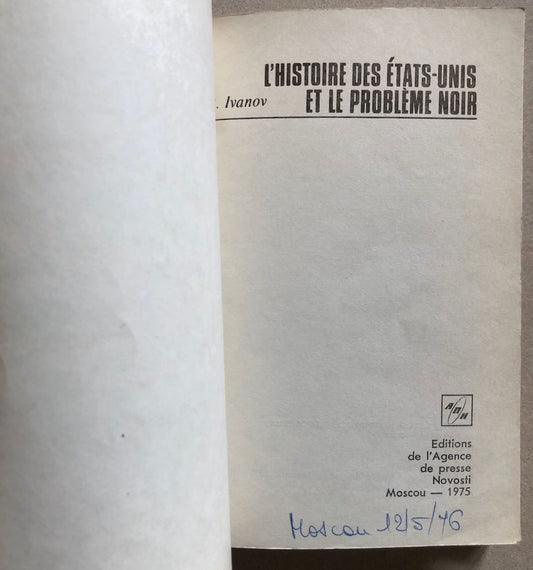 L'HISTOIRE DES ÉTATS-UNIS
ET LE PROBLÈME NOIR
. Ivanov
АПН
Editions
de l'Agence
de presse
Novosti
Moscou — 1975
Moscou 12/5/76